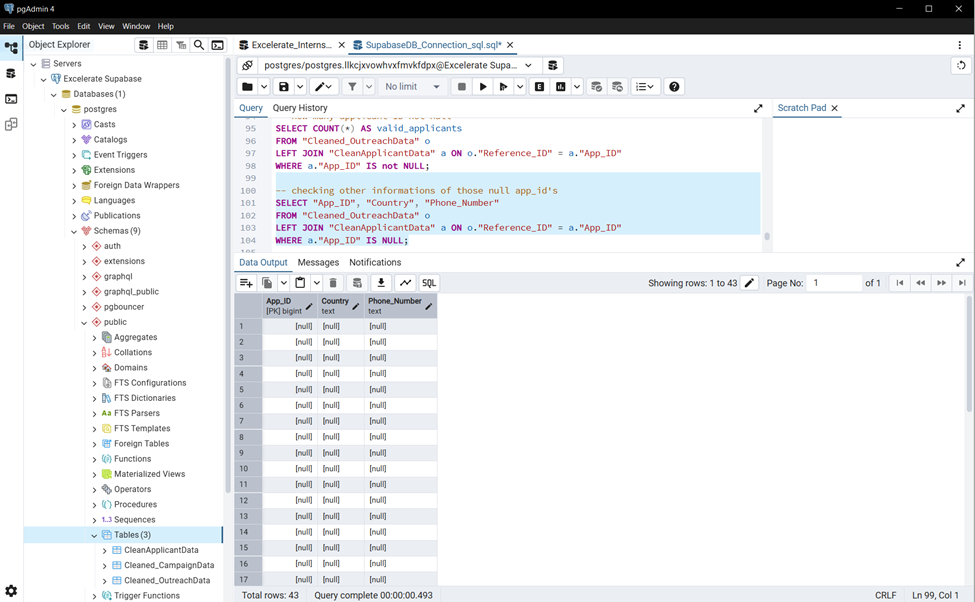 pgAdmin 4
File Object Tools Edit View Window Help
Object Explorer
Excelerate_Interns... SupabaseDB_Connection_sql.sql*
Servers
Excelerate Supabase
Databases (1)
postgres
Casts
Catalogs
Event Triggers
Extensions
Foreign Data Wrappers
Languages
Publications
Schemas (9)
auth
extensions
graphql
graphql_public
pgbouncer
public
Aggregates
Collations
Domains
FTS Configurations
FTS Dictionaries
FTS Parsers
FTS Templates
Foreign Tables
Functions
Materialized Views
Operators
Procedures
Sequences
Tables (3)
CleanApplicantData
Cleaned_CampaignData
Cleaned_OutreachData
Trigger Functions
postgres/postgres.llkcjxvowhvxfmvkfdpx@Excelerate Supa...
No limit
Query Query History
Scratch Pad
95 SELECT COUNT(*) AS valid_applicants
96 FROM "Cleaned_OutreachData" o
97 LEFT JOIN "CleanApplicantData" a ON o."Reference_ID" = a."App_ID"
98 WHERE a."App_ID" IS not NULL;
99
100 -- checking other informations of those null app_id's
101 SELECT "App_ID", "Country", "Phone_Number"
102 FROM "Cleaned_OutreachData" o
103 LEFT JOIN "CleanApplicantData" a ON o."Reference_ID" = a."App_ID"
104 WHERE a."App_ID" IS NULL;
Data Output Messages Notifications
SQL
Showing rows: 1 to 43 Page No: 1 of 1
App_ID Country Phone_Number
[PK] bigint text text
1 [null] [null] [null]
2 [null] [null] [null]
3 [null] [null] [null]
4 [null] [null] [null]
5 [null] [null] [null]
6 [null] [null] [null]
7 [null] [null] [null]
8 [null] [null] [null]
9 [null] [null] [null]
10 [null] [null] [null]
11 [null] [null] [null]
12 [null] [null] [null]
13 [null] [null] [null]
14 [null] [null] [null]
15 [null] [null] [null]
16 [null] [null] [null]
17 [null] [null] [null]
Total rows: 43 Query complete 00:00:00.493 CRLF Ln 99, Col 1